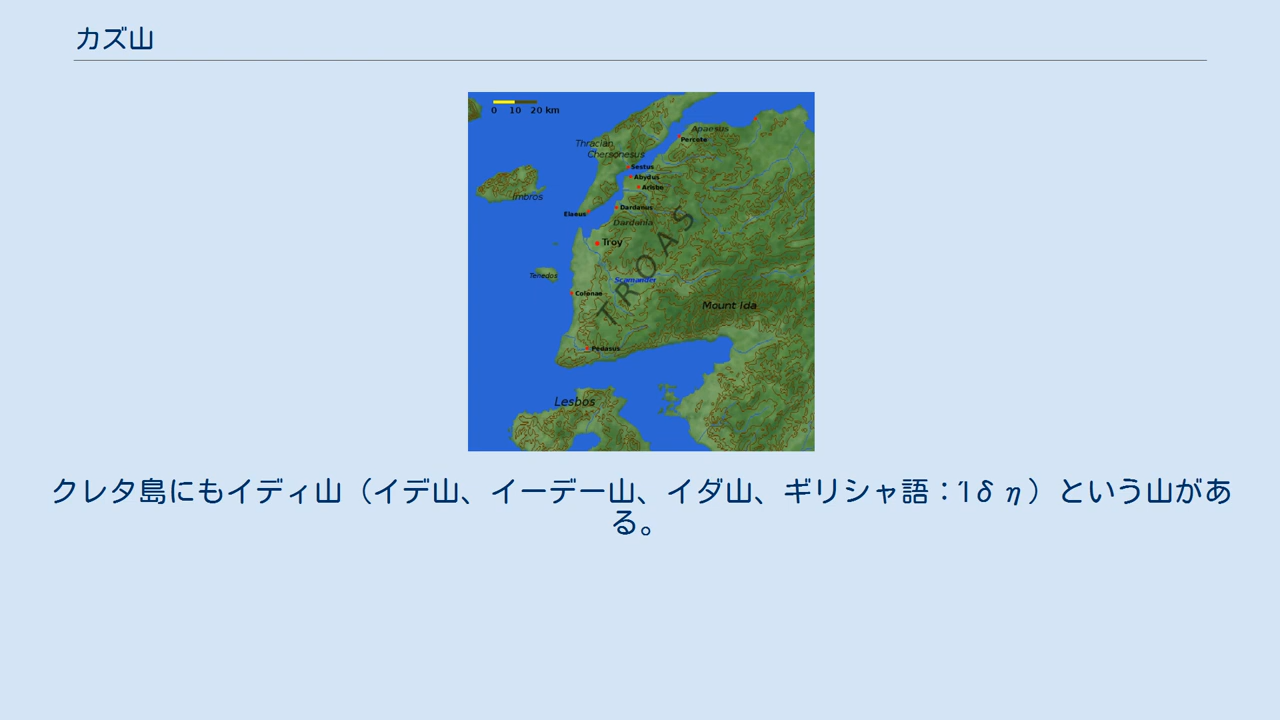 カズ山
0 10 20 km
Apaesus
Percote
Thracian
Chersonesus
Sestus
Abydus
Arisbe
Imbros
Dardanus
Elaeus
Dardania
Troy
TROAS
Tenedos
Scamander
Colonae
Mount Ida
Pedasus
Lesbos
クレタ島にもイディ山（イデ山、イーデー山、イダ山、ギリシャ語：Ίδη）という山があ
る。